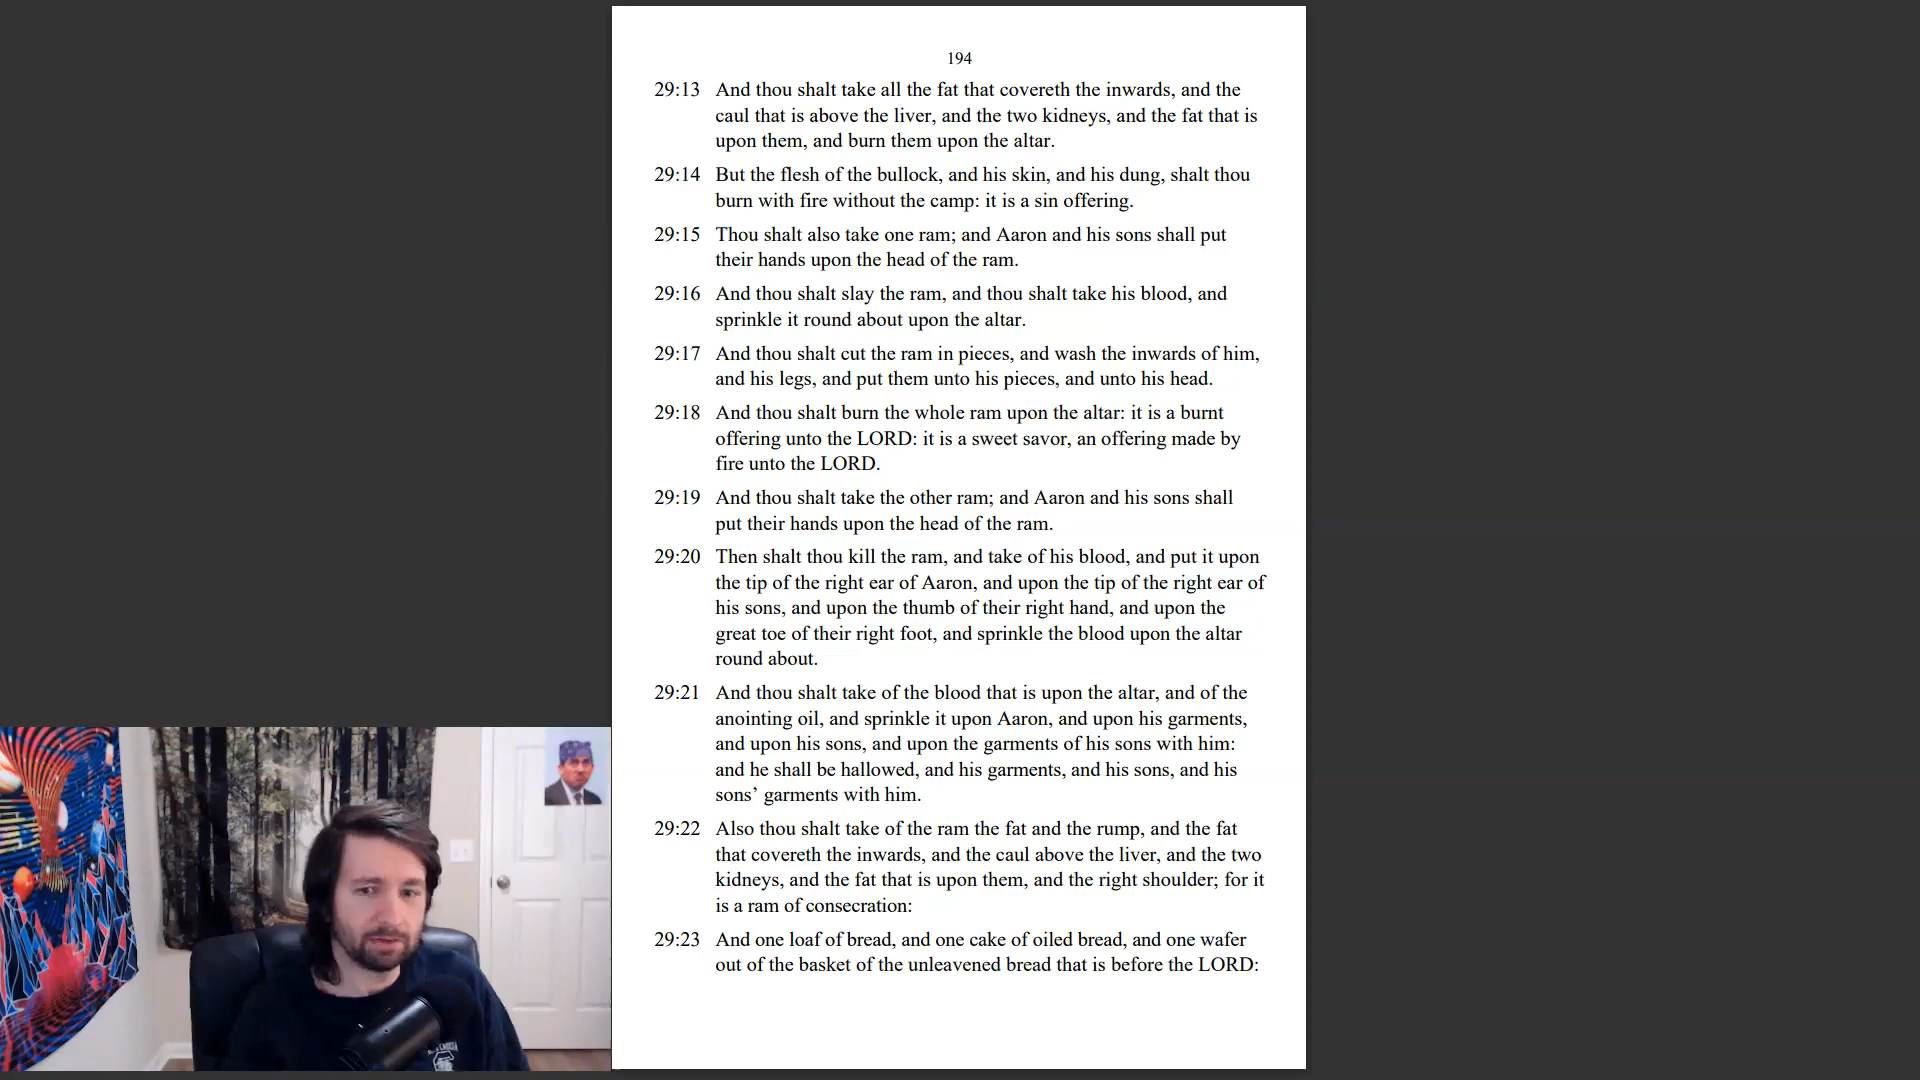 194
29:13 And thou shalt take all the fat that covereth the inwards, and the
caul that is above the liver, and the two kidneys, and the fat that is
upon them, and burn them upon the altar.
29:14 But the flesh of the bullock, and his skin, and his dung, shalt thou
burn with fire without the camp: it is a sin offering.
29:15 Thou shalt also take one ram; and Aaron and his sons shall put
their hands upon the head of the ram.
29:16 And thou shalt slay the ram, and thou shalt take his blood, and
sprinkle it round about upon the altar.
29:17 And thou shalt cut the ram in pieces, and wash the inwards of him,
and his legs, and put them unto his pieces, and unto his head.
29:18 And thou shalt burn the whole ram upon the altar: it is a burnt
offering unto the LORD: it is a sweet savor, an offering made by
fire unto the LORD.
29:19 And thou shalt take the other ram; and Aaron and his sons shall
put their hands upon the head of the ram.
29:20 Then shalt thou kill the ram, and take of his blood, and put it upon
the tip of the right ear of Aaron, and upon the tip of the right ear of
his sons, and upon the thumb of their right hand, and upon the
great toe of their right foot, and sprinkle the blood upon the altar
round about.
29:21 And thou shalt take of the blood that is upon the altar, and of the
anointing oil, and sprinkle it upon Aaron, and upon his garments,
and upon his sons, and upon the garments of his sons with him:
and he shall be hallowed, and his garments, and his sons, and his
sons’ garments with him.
29:22 Also thou shalt take of the ram the fat and the rump, and the fat
that covereth the inwards, and the caul above the liver, and the two
kidneys, and the fat that is upon them, and the right shoulder; for it
is a ram of consecration:
29:23 And one loaf of bread, and one cake of oiled bread, and one wafer
out of the basket of the unleavened bread that is before the LORD: